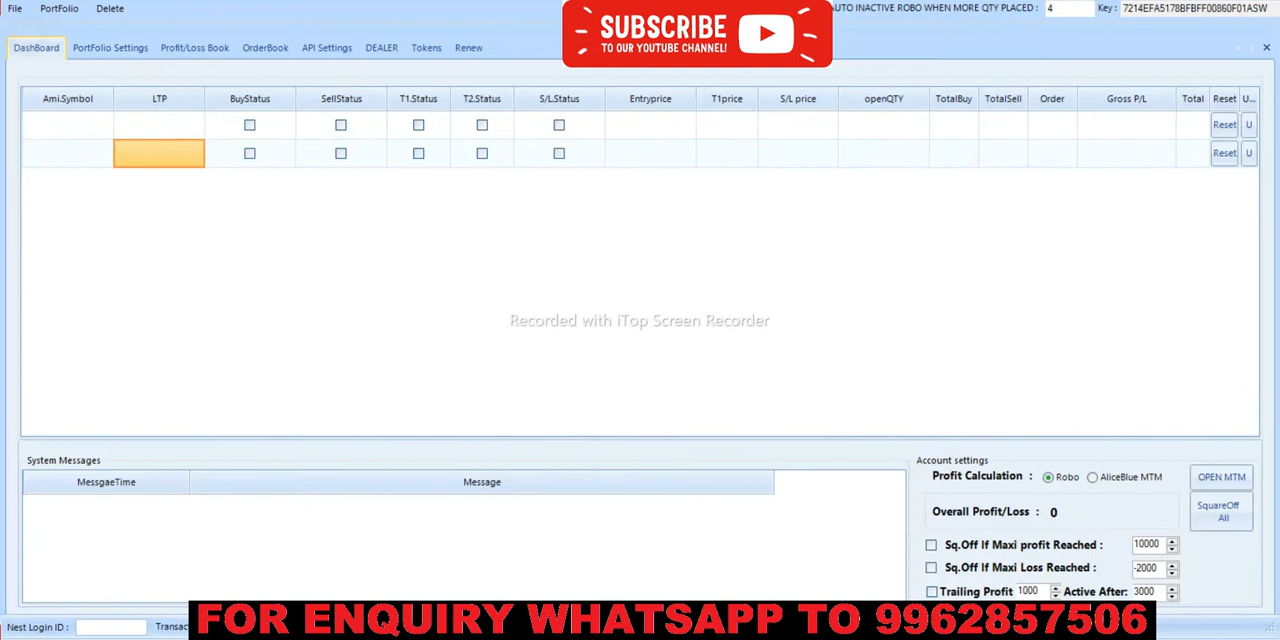 File PortFolio Delete
SUBSCRIBE
TO OUR YOUTUBE CHANNEL!
AUTO INACTIVE ROBO WHEN MORE QTY PLACED : 4 Key : 7214EFA5178BFBFF00860F01ASW
DashBoard PortFolio Settings Profit/Loss Book OrderBook API Settings DEALER Tokens Renew
Ami.Symbol LTP BuyStatus SellStatus T1.Status T2.Status S/L.Status Entryprice T1price S/L price openQTY TotalBuy TotalSell Order Gross P/L Total Reset U...
Reset U
Reset U
Recorded with iTop Screen Recorder
System Messages
MessgaeTime Message
Account settings
Profit Calculation : Robo AliceBlue MTM OPEN MTM
Overall Profit/Loss : 0 SquareOff
All
Sq.Off If Maxi profit Reached : 10000
Sq.Off If Maxi Loss Reached : -2000
Trailing Profit 1000 Active After: 3000
Nest Login ID :
FOR ENQUIRY WHATSAPP TO 9962857506